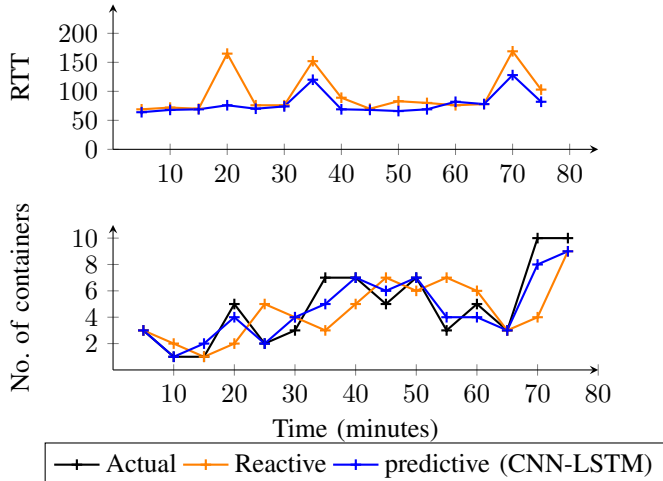 RTT
200
150
100
50
0
10 20 30 40 50 60 70 80
No. of containers
10
8
6
4
2
10 20 30 40 50 60 70 80
Time (minutes)
Actual Reactive predictive (CNN-LSTM)